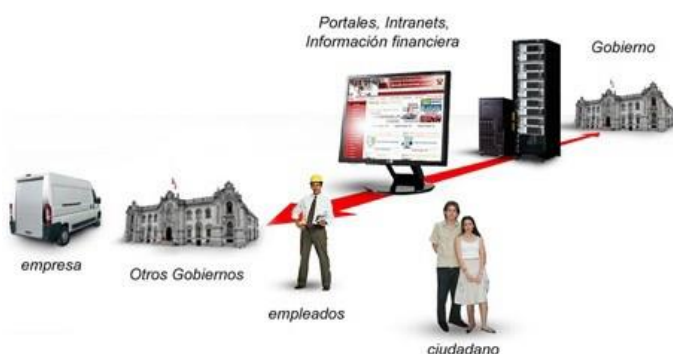 Portales, Intranets,
Información financiera
Gobierno
empresa
Otros Gobiernos
empleados
ciudadano